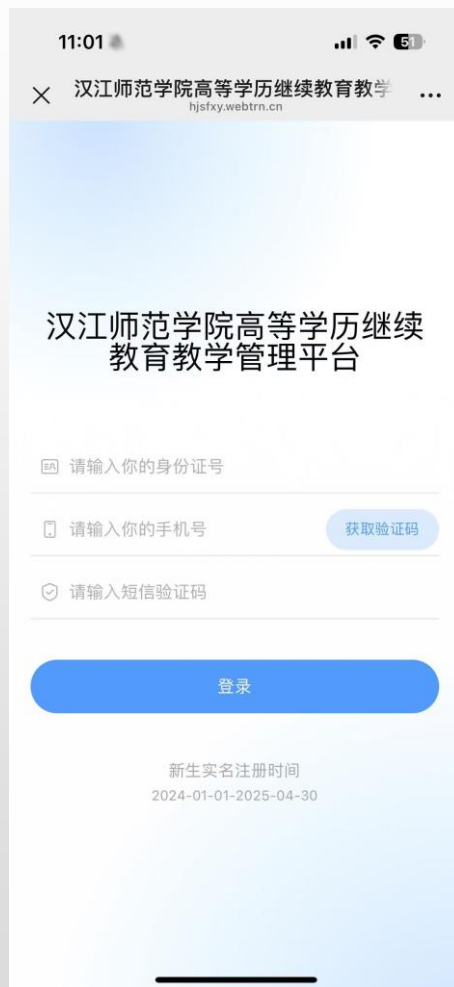 11:01
51
汉江师范学院高等学历继续教育教学
hjsfxy.webtrn.cn
汉江师范学院高等学历继续
教育教学管理平台
请输入你的身份证号
请输入你的手机号 获取验证码
请输入短信验证码
登录
新生实名注册时间
2024-01-01-2025-04-30